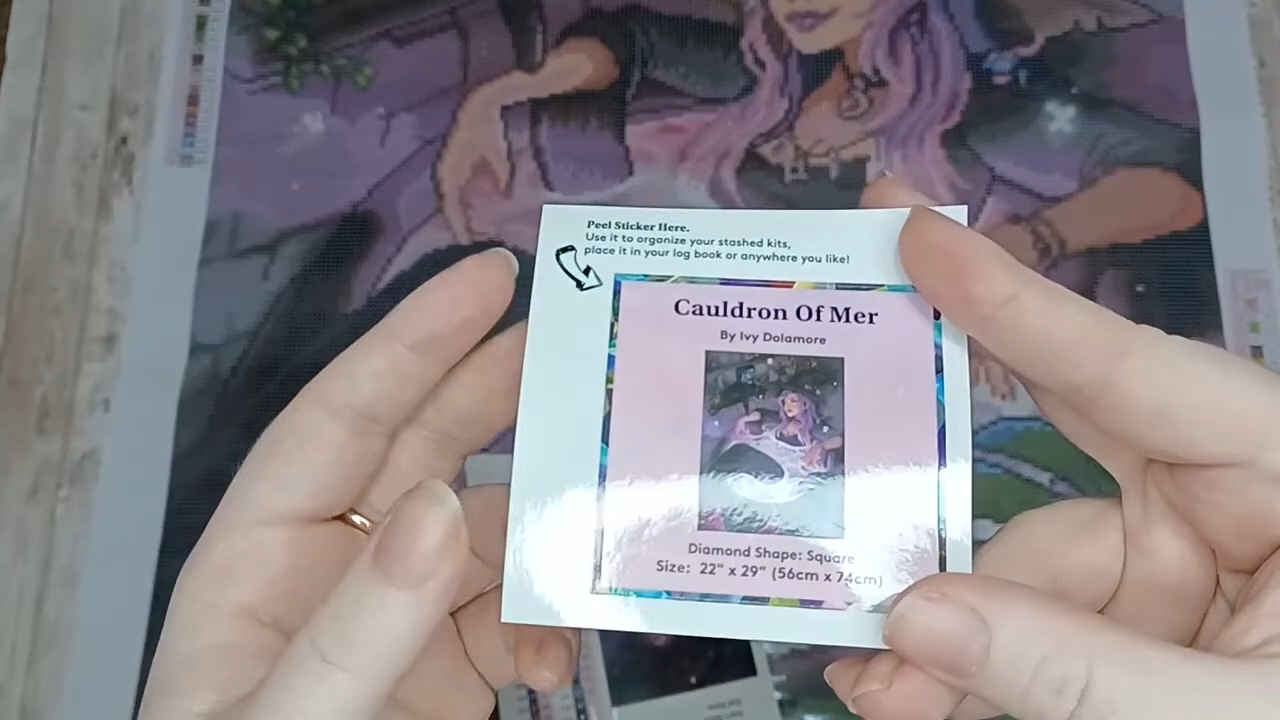 Peel Sticker Here.
Use it to organize your stashed kits,
place it in your log book or anywhere you like!
Cauldron Of Mer
By Ivy Dolamore
Diamond Shape: Square
Size: 22" x 29" (56cm x 74cm)